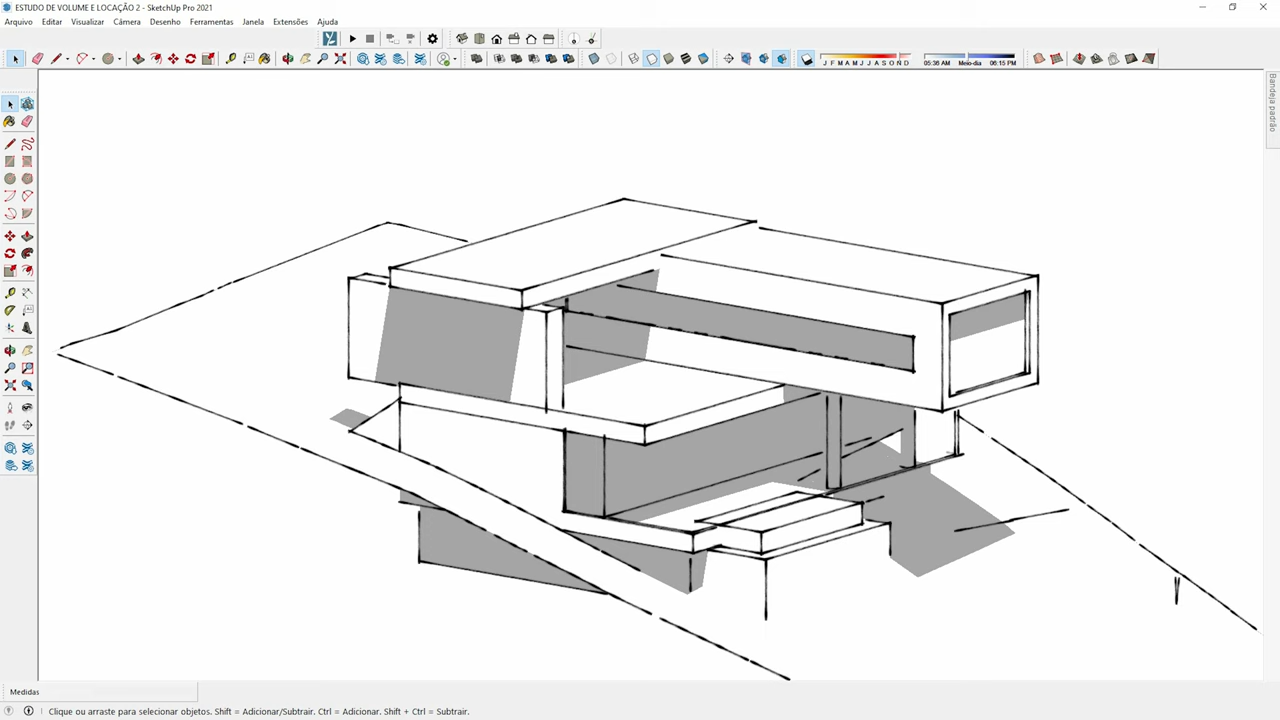 ESTUDO DE VOLUME E LOCAÇÃO 2 - SketchUp Pro 2021
Arquivo Editar Visualizar Câmera Desenho Ferramentas Janela Extensões Ajuda
J F M A M J J A S O N D 05:36 AM Meio-dia 06:15 PM
Bandeja padrão
Medidas
Clique ou arraste para selecionar objetos. Shift = Adicionar/Subtrair. Ctrl = Adicionar. Shift + Ctrl = Subtrair.